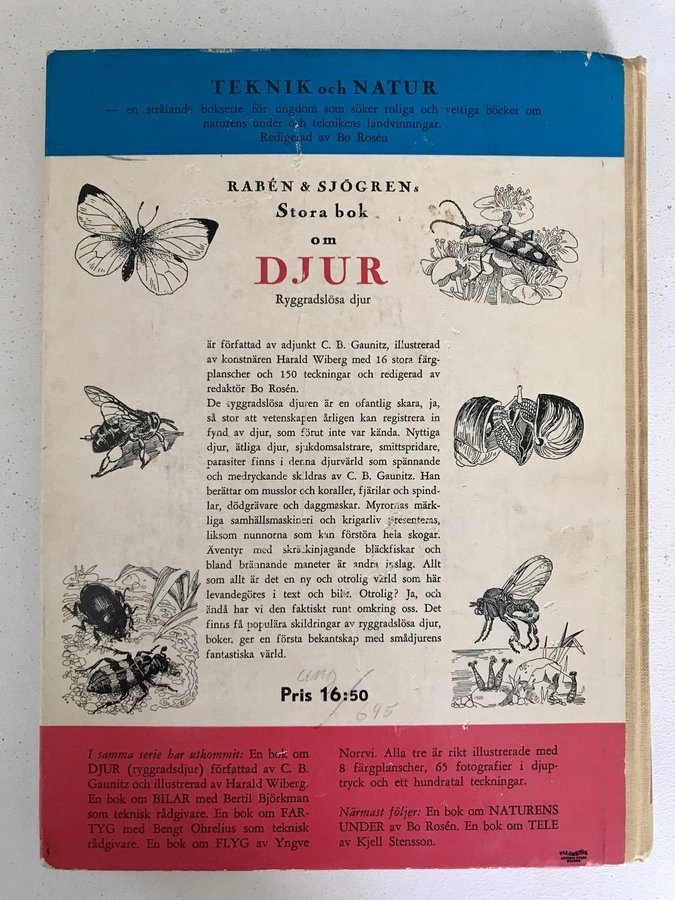 TEKNIK och NATUR
— en strålande bokserie för ungdom som söker roliga och vettiga böcker om
naturens under och teknikens landvinningar.
Redigerad av Bo Rosén
RABÉN & SJÖGRENs
Stora bok
om
DJUR
Ryggradslösa djur
är författad av adjunkt C. B. Gaunitz, illustrerad
av konstnären Harald Wiberg med 16 stora färg-
planscher och 150 teckningar och redigerad av
redaktör Bo Rosén.
De ryggradslösa djuren är en ofantlig skara, ja,
så stor att vetenskapen årligen kan registrera in
fynd av djur, som förut inte var kända. Nyttiga
djur, ätliga djur, sjukdomsalstrare, smittspridare,
parasiter finns i denna djurvärld som spännande
och medryckande skildras av C. B. Gaunitz. Han
berättar om musslor och koraller, fjärilar och spind-
lar, dödgrävare och daggmaskar. Myrornas märk-
liga samhällsmaskineri och krigarliv presenteras,
liksom nunnorna som kan förstöra hela skogar.
Äventyr med skräckinjagande bläckfiskar och
bland brännande maneter är andra inslag. Allt
som allt är det en ny och otrolig värld som här
levandegöres i text och bild. Otrolig? Ja, och
ändå har vi den faktiskt runt omkring oss. Det
finns få populära skildringar av ryggradslösa djur,
boken ger en första bekantskap med smådjurens
fantastiska värld.
ung
Pris 16:50
695
I samma serie har utkommit: En bok om
DJUR (ryggradsdjur) författad av C. B.
Gaunitz och illustrerad av Harald Wiberg.
En bok om BILAR med Bertil Björkman
som teknisk rådgivare. En bok om FAR-
TYG med Bengt Ohrelius som teknisk
rådgivare. En bok om FLYG av Yngve
Norrvi. Alla tre är rikt illustrerade med
8 färgplanscher, 65 fotografier i djup-
tryck och ett hundratal teckningar.
Närmast följer: En bok om NATURENS
UNDER av Bo Rosén. En bok om TELE
av Kjell Stensson.